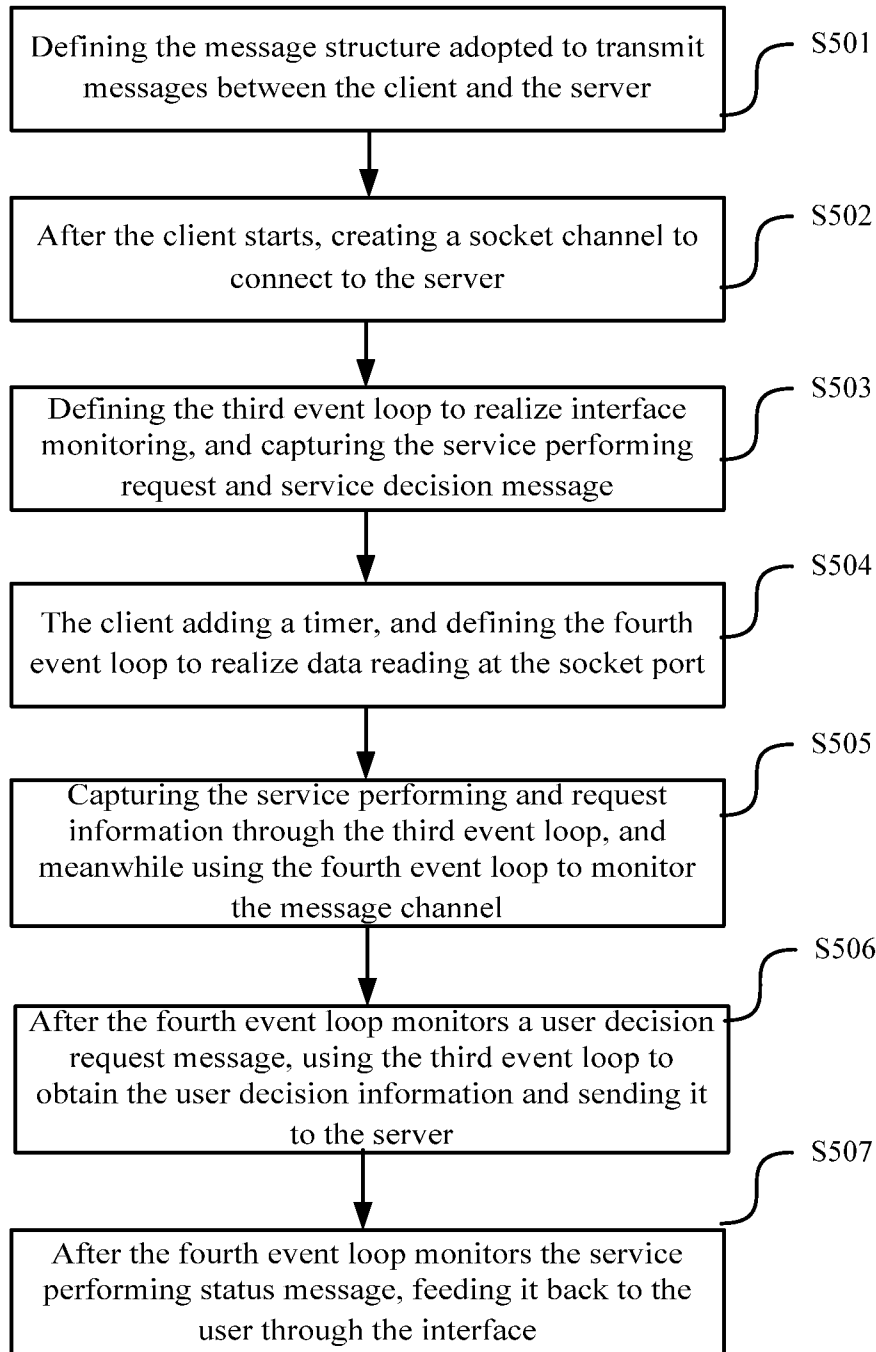 Defining the message structure adopted to transmit
messages between the client and the server
S501
After the client starts, creating a socket channel to
connect to the server
S502
Defining the third event loop to realize interface
monitoring, and capturing the service performing
request and service decision message
S503
The client adding a timer, and defining the fourth
event loop to realize data reading at the socket port
S504
Capturing the service performing and request
information through the third event loop, and
meanwhile using the fourth event loop to monitor
the message channel
S505
After the fourth event loop monitors a user decision
request message, using the third event loop to
obtain the user decision information and sending it
to the server
S506
After the fourth event loop monitors the service
performing status message, feeding it back to the
user through the interface
S507